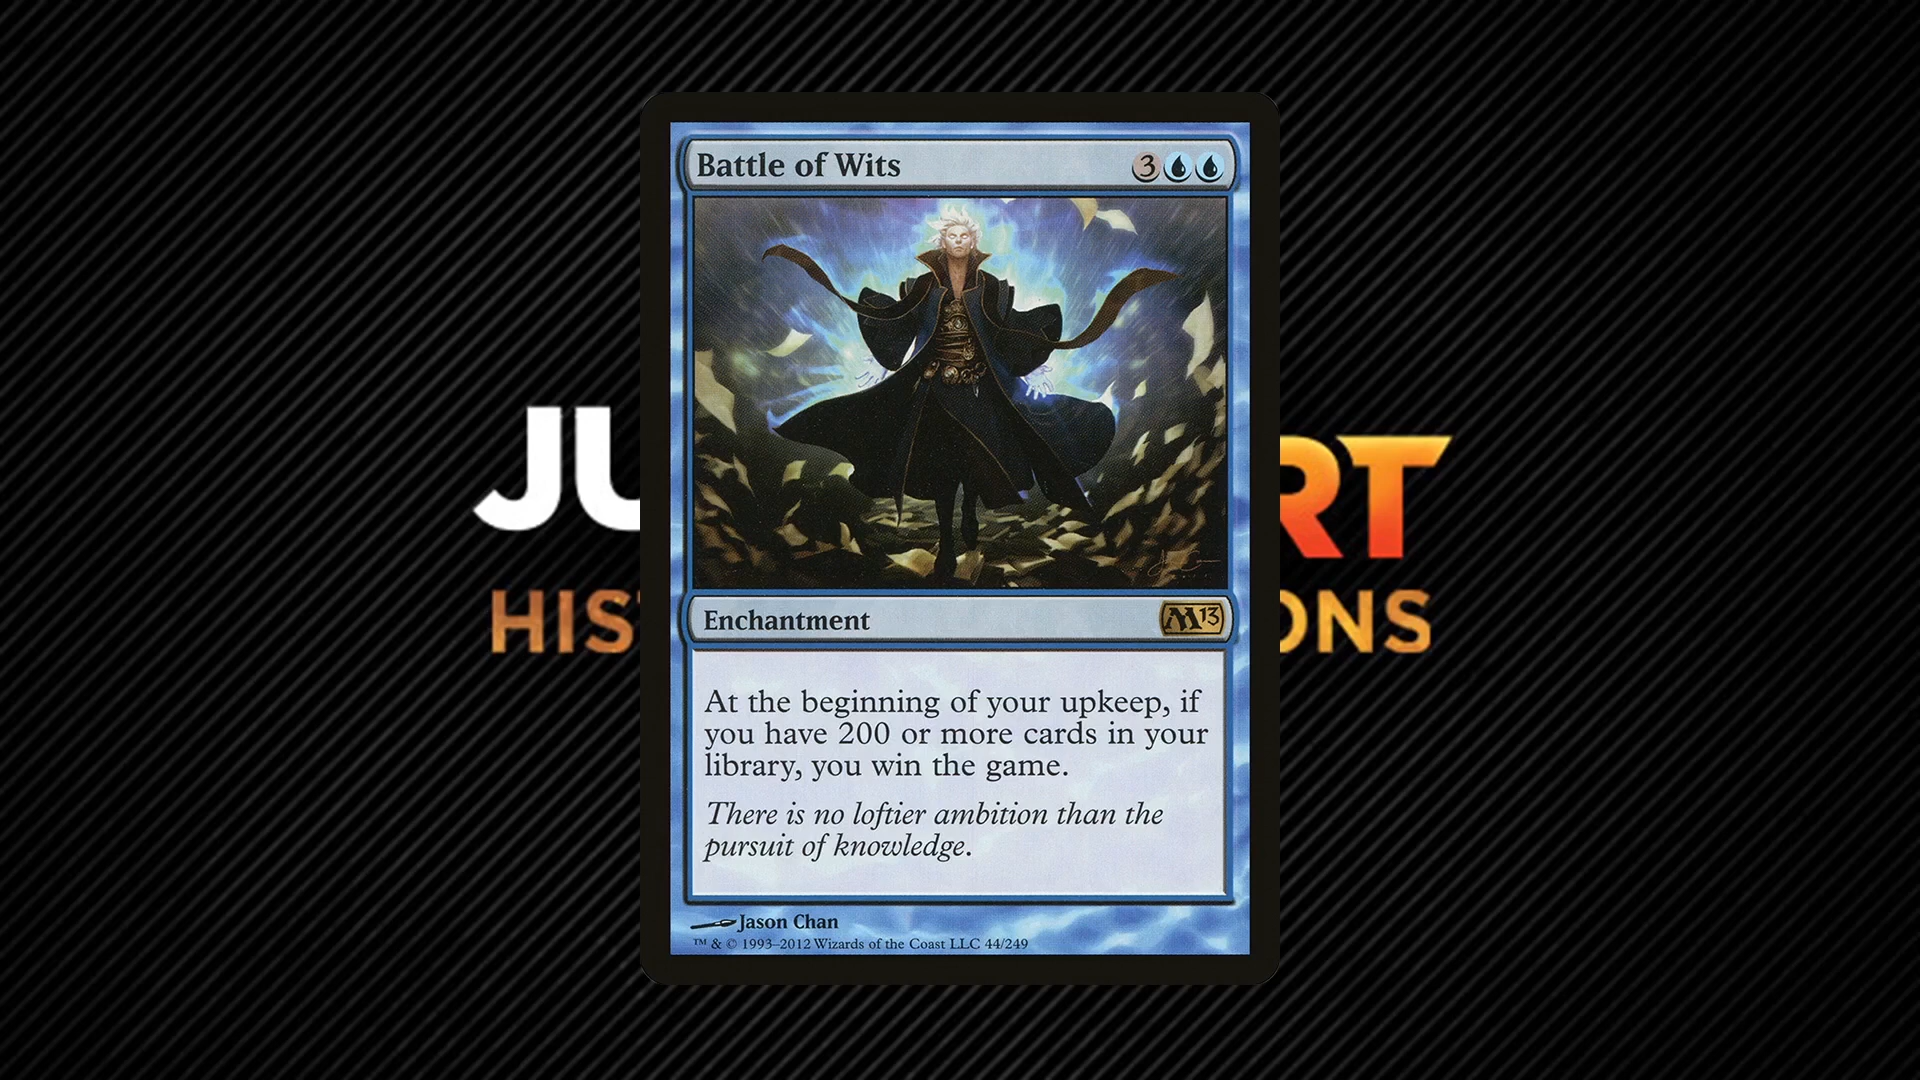 Battle of Wits 3
JU RT
HIS ONS
Enchantment M13
At the beginning of your upkeep, if
you have 200 or more cards in your
library, you win the game.
There is no loftier ambition than the
pursuit of knowledge.
Jason Chan
™ & © 1993–2012 Wizards of the Coast LLC 44/249